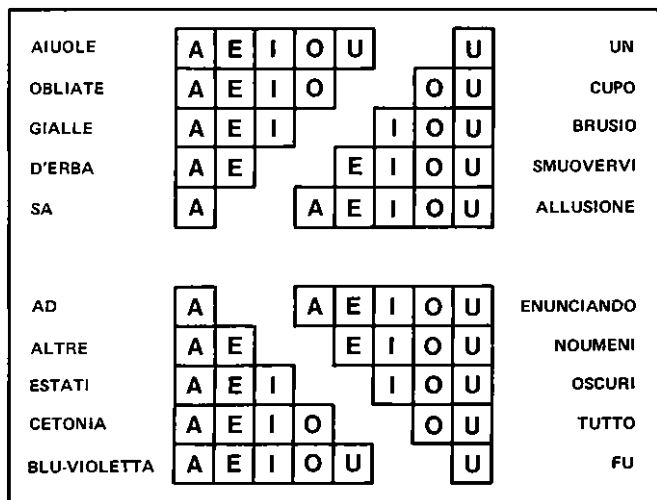 AIUOLE A E I O U U UN
OBLIATE A E I O O U CUPO
GIALLE A E I I O U BRUSIO
D'ERBA A E E I O U SMUOVERVI
SA A A E I O U ALLUSIONE
AD A A E I O U ENUNCIANDO
ALTRE A E E I O U NOUMENI
ESTATI A E I I O U OSCURI
CETONIA A E I O O U TUTTO
BLU-VIOLETTA A E I O U U FU